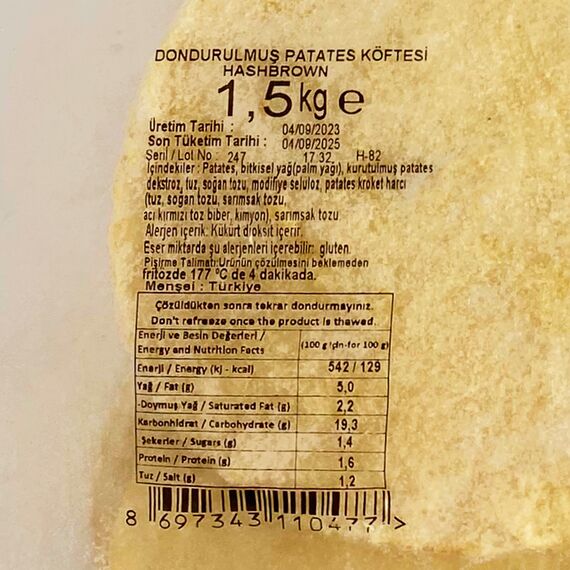 DONDURULMUŞ PATATES KÖFTESİ
HASHBROWN
1,5 kg e
Üretim Tarihi : 04/09/2023
Son Tüketim Tarihi : 04/09/2025
Seri / Lot No : 247 17 32 H-82
İçindekiler : Patates, bitkisel yağ(palm yağı), kurutulmuş patates
dekstroz, tuz, soğan tozu, modifiye selüloz, patates kroket harcı
(tuz, soğan tozu, sarımsak tozu,
acı kırmızı toz biber, kimyon), sarımsak tozu
Alerjen içerik: Kükürt dioksit içerir.
Eser miktarda şu alerjenleri içerebilir: gluten.
Pişirme Talimatı:Ürünün çözülmesini beklemeden
fritözde 177 °C de 4 dakikada.
Menşei : Türkiye
Çözüldükten sonra tekrar dondurmayınız.
Don't refreeze once the product is thawed.
Enerji ve Besin Değerleri /
Energy and Nutrition Facts (100 g için-for 100 g)
Enerji / Energy (kj - kcal) 542 / 129
Yağ / Fat (g) 5,0
-Doymuş Yağ / Saturated Fat (g) 2,2
Karbonhidrat / Carbohydrate (g) 19,3
Şekerler / Sugars (g) 1,4
Protein / Protein (g) 1,6
Tuz / Salt (g) 1,2
8 697343 110477 >